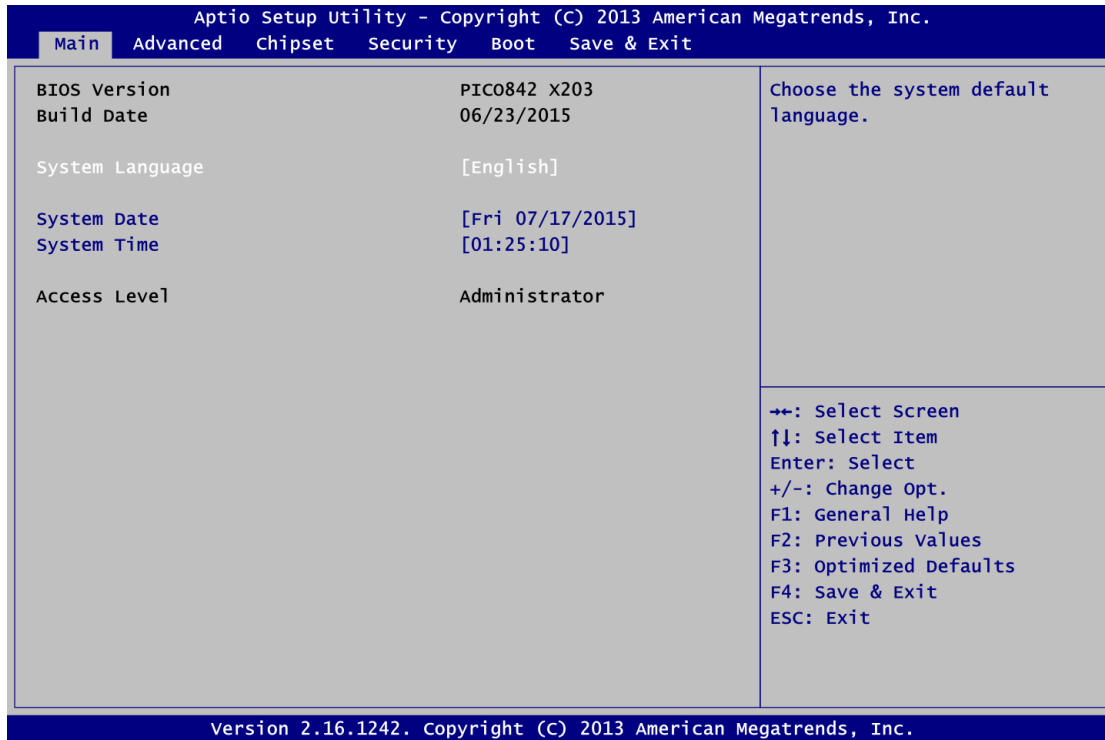 Aptio Setup Utility - Copyright (C) 2013 American Megatrends, Inc.
Main Advanced Chipset Security Boot Save & Exit
BIOS Version PICO842 X203
Build Date 06/23/2015
System Language [English]
System Date [Fri 07/17/2015]
System Time [01:25:10]
Access Level Administrator
Choose the system default
language.
→←: Select Screen
↑↓: Select Item
Enter: Select
+/-: Change Opt.
F1: General Help
F2: Previous Values
F3: Optimized Defaults
F4: Save & Exit
ESC: Exit
Version 2.16.1242. Copyright (C) 2013 American Megatrends, Inc.